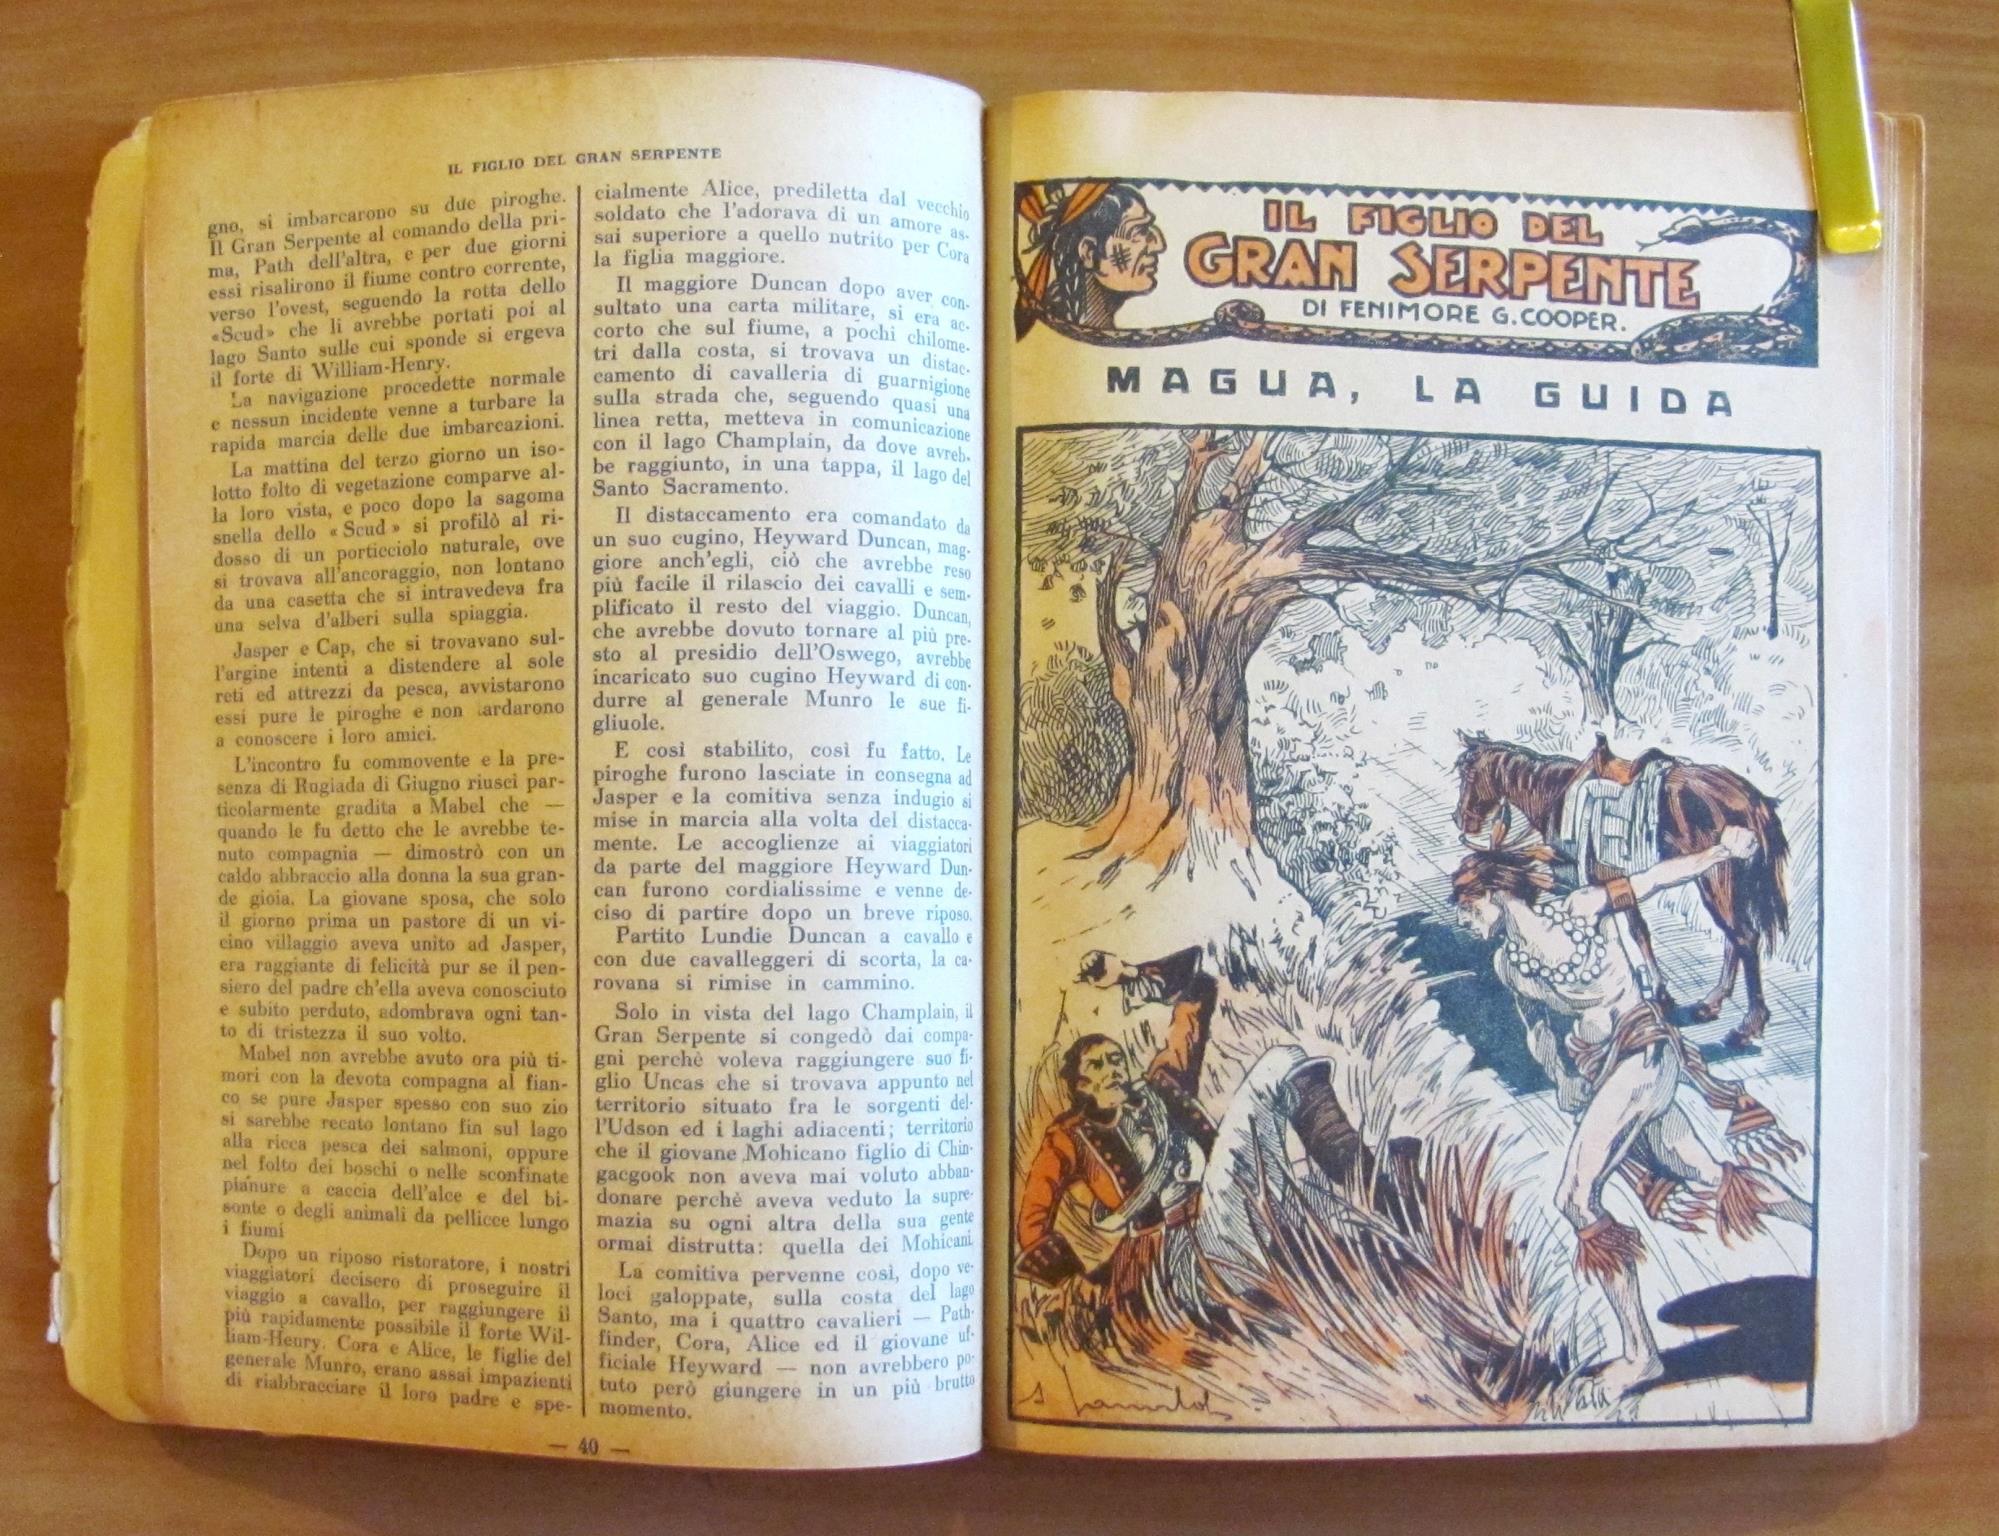 IL FIGLIO DEL GRAN SERPENTE
gno, si imbarcarono su due piroghe.
Il Gran Serpente al comando della pri-
ma, Path dell'altra, e per due giorni
essi risalirono il fiume contro corrente,
verso l'ovest, seguendo la rotta dello
«Scud» che li avrebbe portati poi al
lago Santo sulle cui sponde si ergeva
il forte di William-Henry.
La navigazione procedette normale
e nessun incidente venne a turbare la
rapida marcia delle due imbarcazioni.
La mattina del terzo giorno un iso-
lotto folto di vegetazione comparve al-
la loro vista, e poco dopo la sagoma
snella dello «Scud» si profilò al ri-
dosso di un porticciolo naturale, ove
si trovava all'ancoraggio, non lontano
da una casetta che si intravedeva fra
una selva d'alberi sulla spiaggia.
Jasper e Cap, che si trovavano sul-
l'argine intenti a distendere al sole
reti ed attrezzi da pesca, avvistarono
essi pure le piroghe e non tardarono
a conoscere i loro amici.
L'incontro fu commovente e la pre-
senza di Rugiada di Giugno riuscì par-
ticolarmente gradita a Mabel che —
quando le fu detto che le avrebbe te-
nuto compagnia — dimostrò con un
caldo abbraccio alla donna la sua gran-
de gioia. La giovane sposa, che solo
il giorno prima un pastore di un vi-
cino villaggio aveva unito ad Jasper,
era raggiante di felicità pur se il pen-
siero del padre ch'ella aveva conosciuto
e subito perduto, adombrava ogni tan-
to di tristezza il suo volto.
Mabel non avrebbe avuto ora più ti-
mori con la devota compagna al fian-
co se pure Jasper spesso con suo zio
si sarebbe recato lontano fin sul lago
alla ricca pesca dei salmoni, oppure
nel folto dei boschi o nelle sconfinate
pianure a caccia dell'alce e del bi-
sonte o degli animali da pellicce lungo
i fiumi
Dopo un riposo ristoratore, i nostri
viaggiatori decisero di proseguire il
viaggio a cavallo, per raggiungere il
più rapidamente possibile il forte Wil-
liam-Henry. Cora e Alice, le figlie del
generale Munro, erano assai impazienti
di riabbracciare il loro padre e spe-
cialmente Alice, prediletta dal vecchio
soldato che l'adorava di un amore as-
sai superiore a quello nutrito per Cora
la figlia maggiore.
Il maggiore Duncan dopo aver con-
sultato una carta militare, si era ac-
corto che sul fiume, a pochi chilome-
tri dalla costa, si trovava un distac-
camento di cavalleria di guarnigione
sulla strada che, seguendo quasi una
linea retta, metteva in comunicazione
con il lago Champlain, da dove avreb-
be raggiunto, in una tappa, il lago del
Santo Sacramento.
Il distaccamento era comandato da
un suo cugino, Heyward Duncan, mag-
giore anch'egli, ciò che avrebbe reso
più facile il rilascio dei cavalli e sem-
plificato il resto del viaggio. Duncan,
che avrebbe dovuto tornare al più pre-
sto al presidio dell'Oswego, avrebbe
incaricato suo cugino Heyward di con-
durre al generale Munro le sue fi-
gliuole.
E così stabilito, così fu fatto. Le
piroghe furono lasciate in consegna ad
Jasper e la comitiva senza indugio si
mise in marcia alla volta del distacca-
mente. Le accoglienze ai viaggiatori
da parte del maggiore Heyward Dun-
can furono cordialissime e venne de-
ciso di partire dopo un breve riposo.
Partito Lundie Duncan a cavallo e
con due cavalleggeri di scorta, la ca-
rovana si rimise in cammino.
Solo in vista del lago Champlain, il
Gran Serpente si congedò dai compa-
gni perchè voleva raggiungere suo fi-
glio Uncas che si trovava appunto nel
territorio situato fra le sorgenti del-
l'Udson ed i laghi adiacenti; territorio
che il giovane Mohicano figlio di Chin-
gacgook non aveva mai voluto abban-
donare perchè aveva veduto la supre-
mazia su ogni altra della sua gente
ormai distrutta: quella dei Mohicani.
La comitiva pervenne così, dopo ve-
loci galoppate, sulla costa del lago
Santo, ma i quattro cavalieri — Path-
finder, Cora, Alice ed il giovane uf-
ficiale Heyward — non avrebbero po-
tuto però giungere in un più brutto
momento.
— 40 —
IL FIGLIO DEL
GRAN SERPENTE
DI FENIMORE G. COOPER.
MAGUA, LA GUIDA